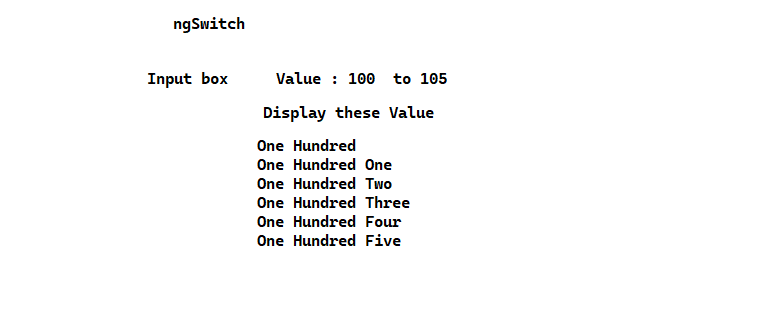 ngSwitch
Input box Value : 100 to 105
Display these Value
One Hundred
One Hundred One
One Hundred Two
One Hundred Three
One Hundred Four
One Hundred Five